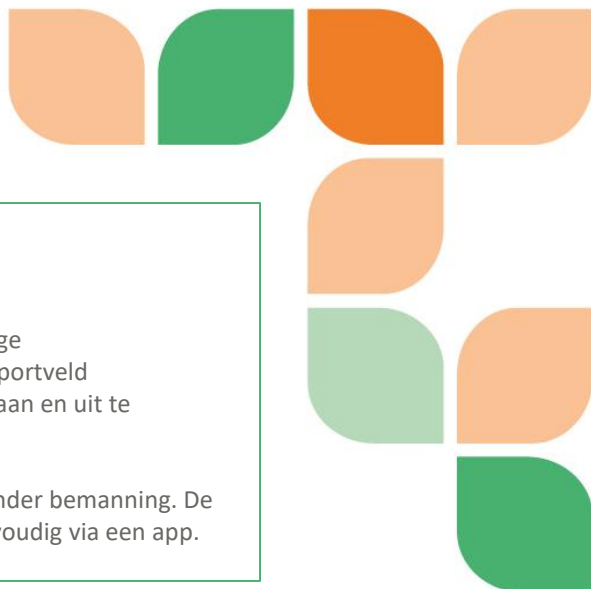 ge
portveld
aan en uit te
nder bemanning. De
voudig via een app.